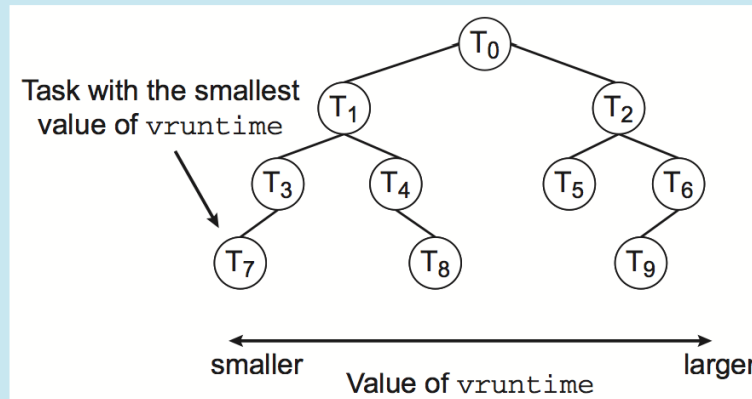 T0
Task with the smallest
value of vruntime
T1
T2
T3
T4
T5
T6
T7
T8
T9
smaller
larger
Value of vruntime